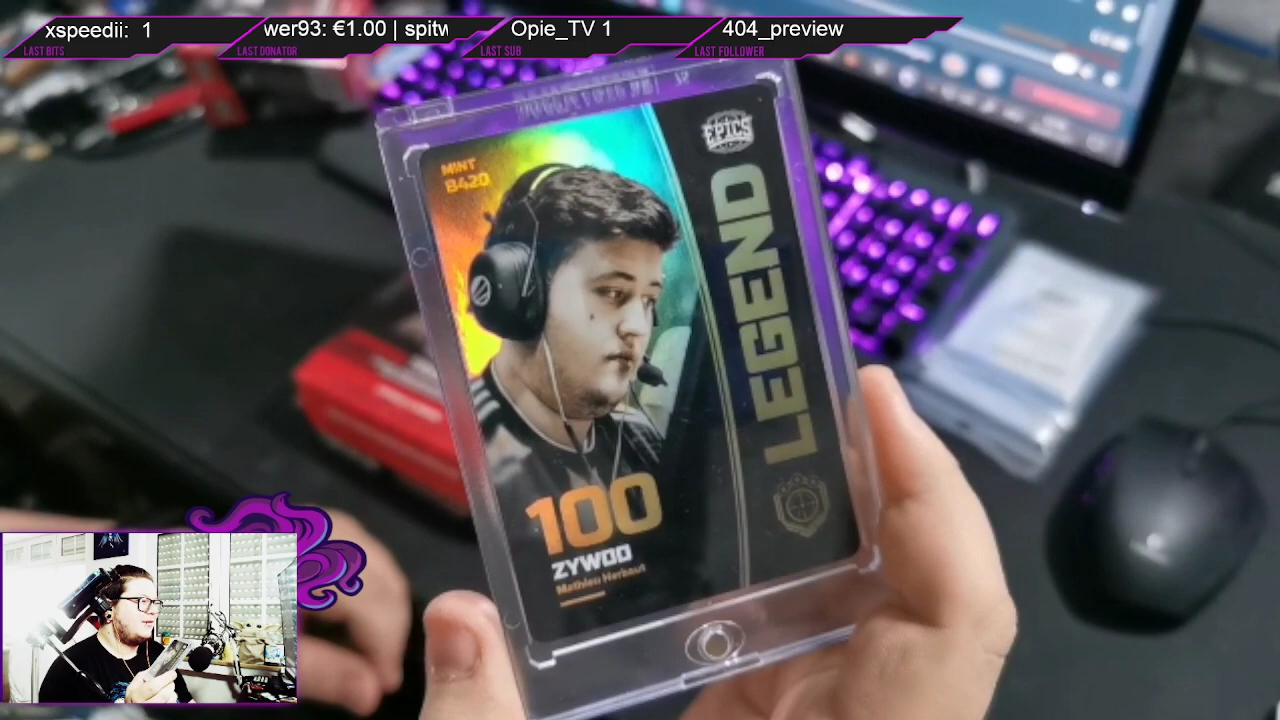 xspeedii: 1
LAST BITS
wer93: €1.00 | spitw
LAST DONATOR
Opie_TV 1
LAST SUB
404_preview
LAST FOLLOWER
MINT
B420
EPICS
LEGEND
100
ZYWOO
Mathieu Herbaut